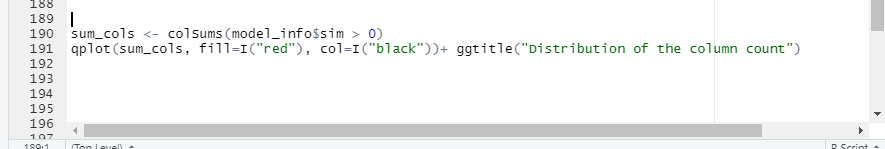 188
189
190 sum_cols <- colSums(model_info$sim > 0)
191 qplot(sum_cols, fill=I("red"), col=I("black"))+ ggtitle("Distribution of the column count")
192
193
194
195
196
197
189:1 (Top Level) R Script